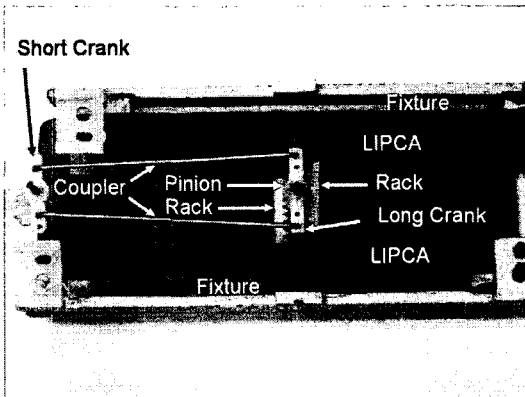 Short Crank
Fixture
LIPCA
Coupler
Pinion
Rack
Rack
Long Crank
LIPCA
Fixture